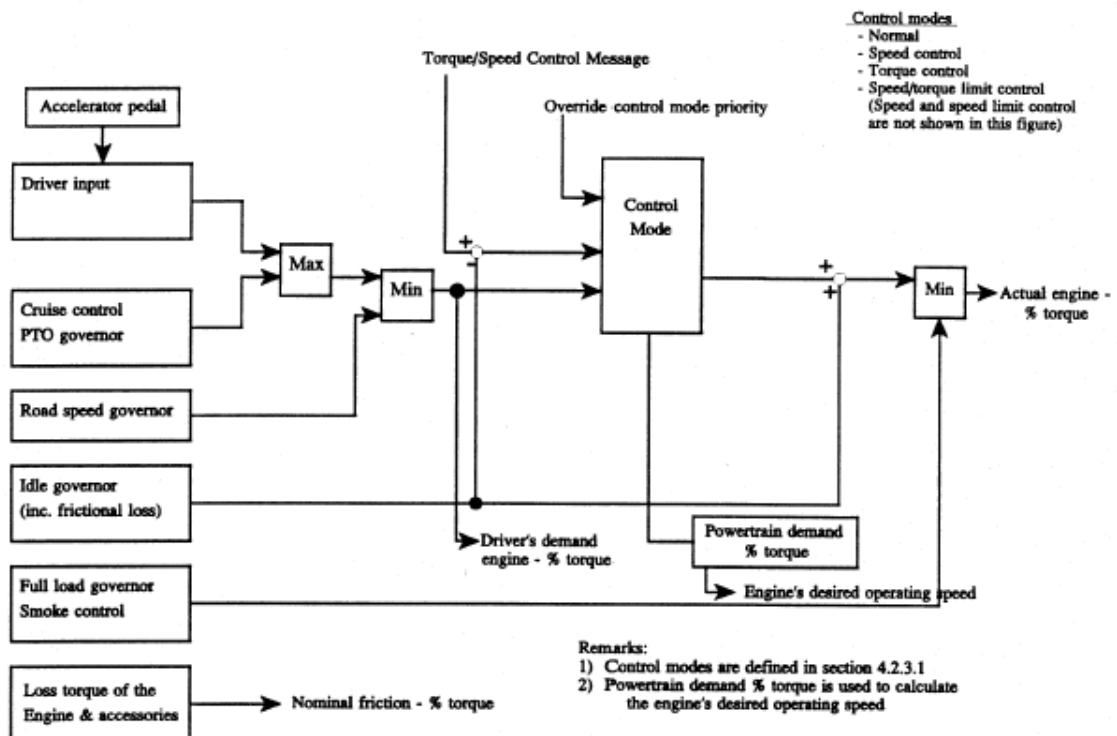 Control modes
- Normal
- Speed control
- Torque control
- Speed/torque limit control
(Speed and speed limit control
are not shown in this figure)
Torque/Speed Control Message
Override control mode priority
Accelerator pedal
Driver input
Control
Mode
+
-
Max
Min
+
+
Min
Actual engine -
% torque
Cruise control
PTO governor
Road speed governor
Idle governor
(inc. frictional loss)
Driver's demand
engine - % torque
Powertrain demand
% torque
Engine's desired operating speed
Full load governor
Smoke control
Remarks:
1) Control modes are defined in section 4.2.3.1
2) Powertrain demand % torque is used to calculate
the engine's desired operating speed
Loss torque of the
Engine & accessories
Nominal friction - % torque